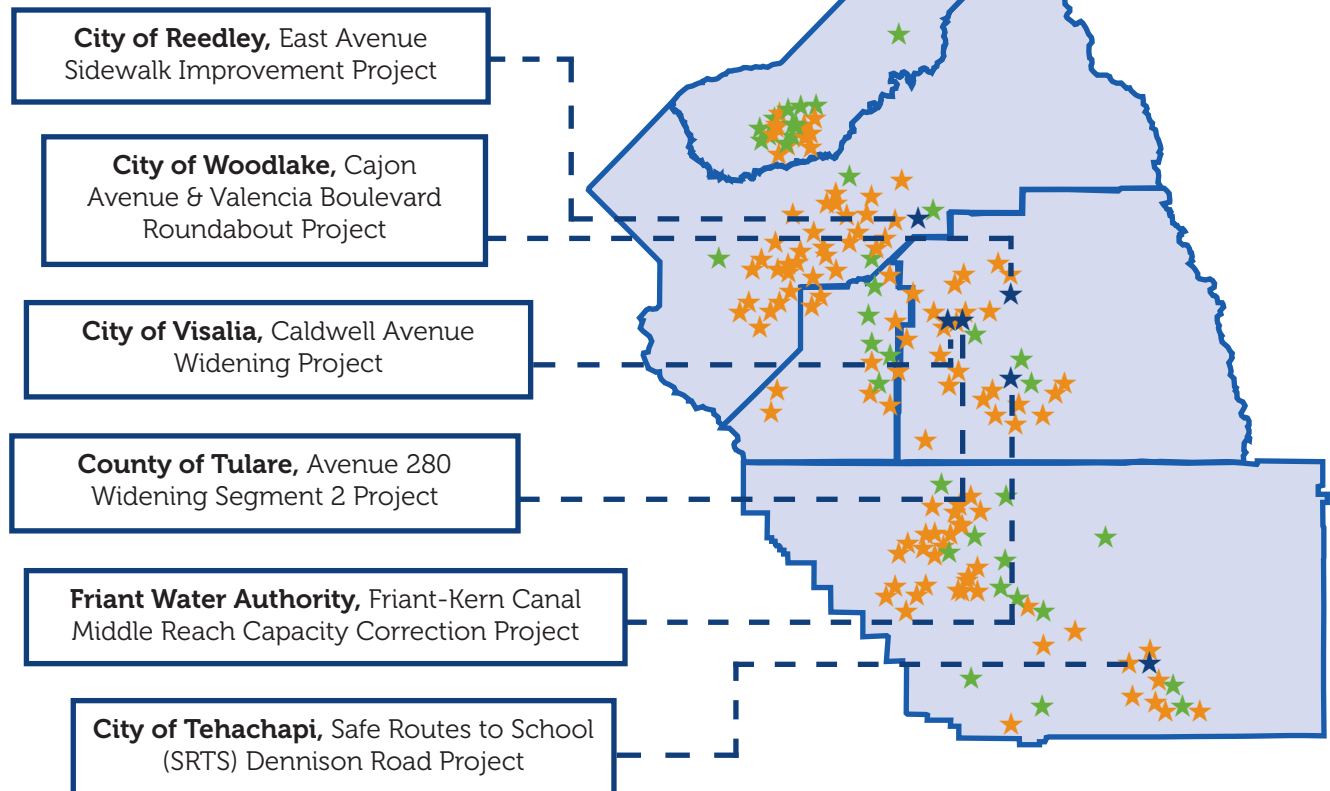 City of Reedley, East Avenue
Sidewalk Improvement Project
City of Woodlake, Cajon
Avenue & Valencia Boulevard
Roundabout Project
City of Visalia, Caldwell Avenue
Widening Project
County of Tulare, Avenue 280
Widening Segment 2 Project
Friant Water Authority, Friant-Kern Canal
Middle Reach Capacity Correction Project
City of Tehachapi, Safe Routes to School
(SRTS) Dennison Road Project